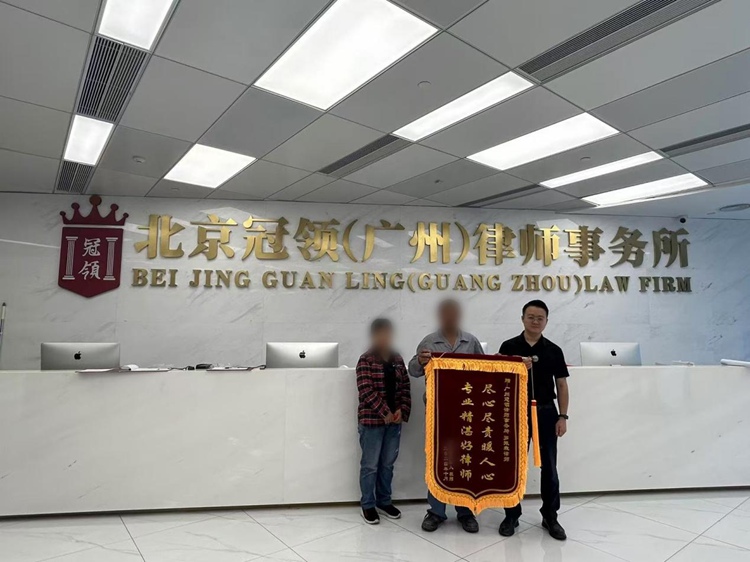 冠領
北京冠领(广州)律师事务所
BEI JING GUAN LING(GUANG ZHOU)LAW FIRM
尽心尽责暖人心
专业精湛好律师